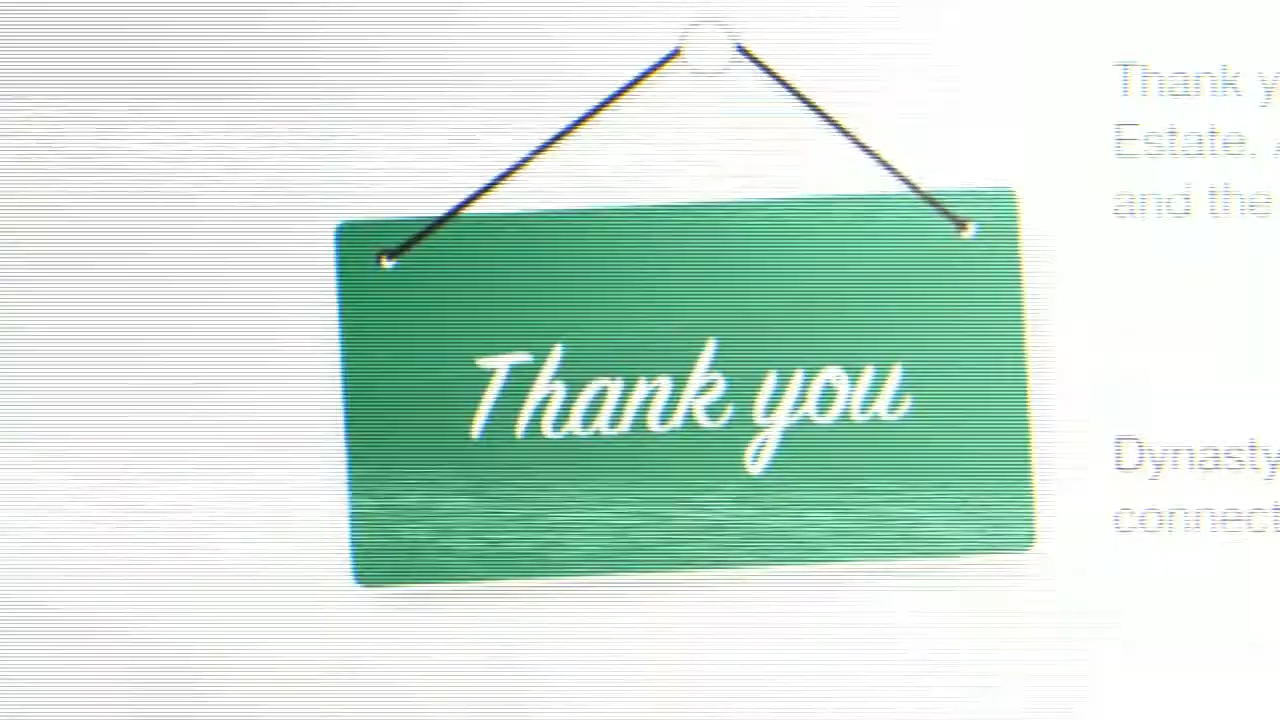 Thank you
Thank
Estate.
and the
Dynasty
connect